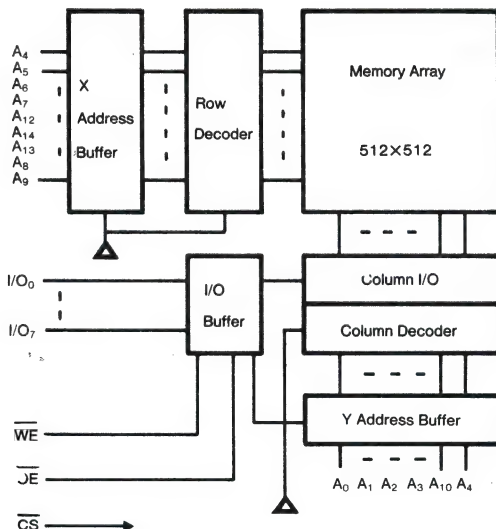 A4
A5
A6
A7
A12
A14
A13
A8
A9
X
Address
Buffer
Row
Decoder
Memory Array
512×512
I/O0
I/O7
I/O
Buffer
Column I/O
Column Decoder
Y Address Buffer
WE
OE
CS
A0 A1 A2 A3 A10 A4